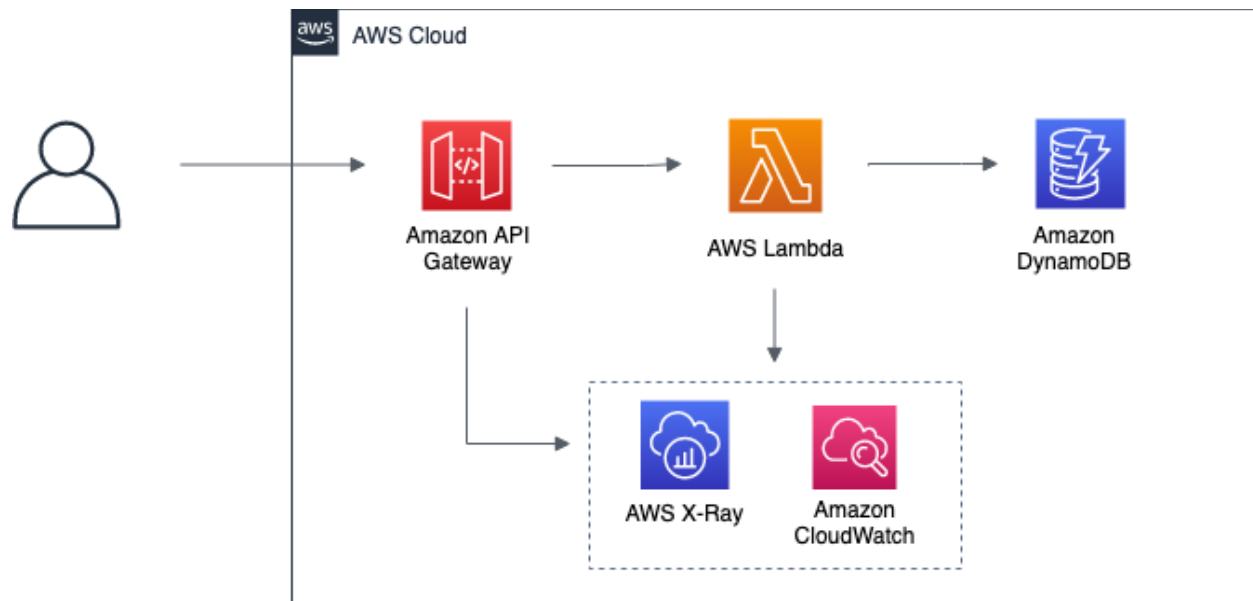 aws
AWS Cloud
</>
Amazon API
Gateway
AWS Lambda
Amazon
DynamoDB
AWS X-Ray
Amazon
CloudWatch